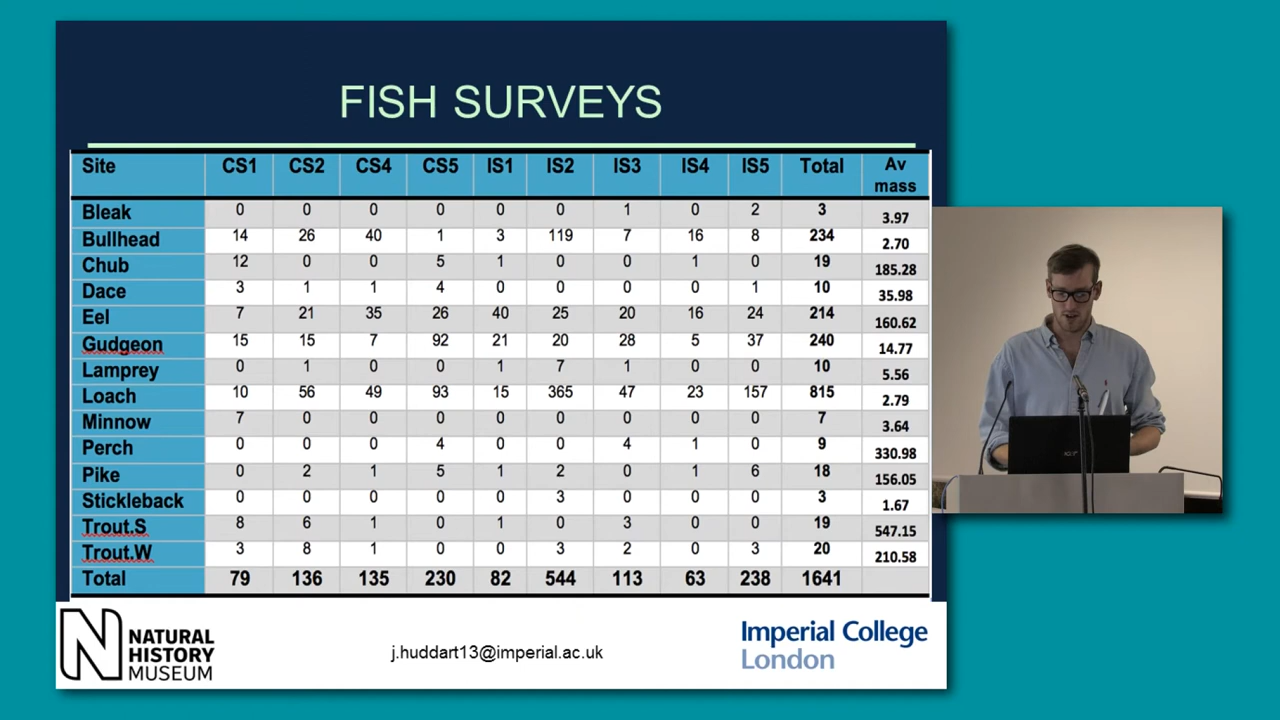 FISH SURVEYS
Site CS1 CS2 CS4 CS5 IS1 IS2 IS3 IS4 IS5 Total Av mass
Bleak 0 0 0 0 0 0 1 0 2 3 3.97
Bullhead 14 26 40 1 3 119 7 16 8 234 2.70
Chub 12 0 0 5 1 0 0 1 0 19 185.28
Dace 3 1 1 4 0 0 0 0 1 10 35.98
Eel 7 21 35 26 40 25 20 16 24 214 160.62
Gudgeon 15 15 7 92 21 20 28 5 37 240 14.77
Lamprey 0 1 0 0 1 7 1 0 0 10 5.56
Loach 10 56 49 93 15 365 47 23 157 815 2.79
Minnow 7 0 0 0 0 0 0 0 0 7 3.64
Perch 0 0 0 4 0 0 4 1 0 9 330.98
Pike 0 2 1 5 1 2 0 1 6 18 156.05
Stickleback 0 0 0 0 0 3 0 0 0 3 1.67
Trout.S 8 6 1 0 1 0 3 0 0 19 547.15
Trout.W 3 8 1 0 0 3 2 0 3 20 210.58
Total 79 136 135 230 82 544 113 63 238 1641
N NATURAL
HISTORY
MUSEUM
j.huddart13@imperial.ac.uk
Imperial College
London
acer